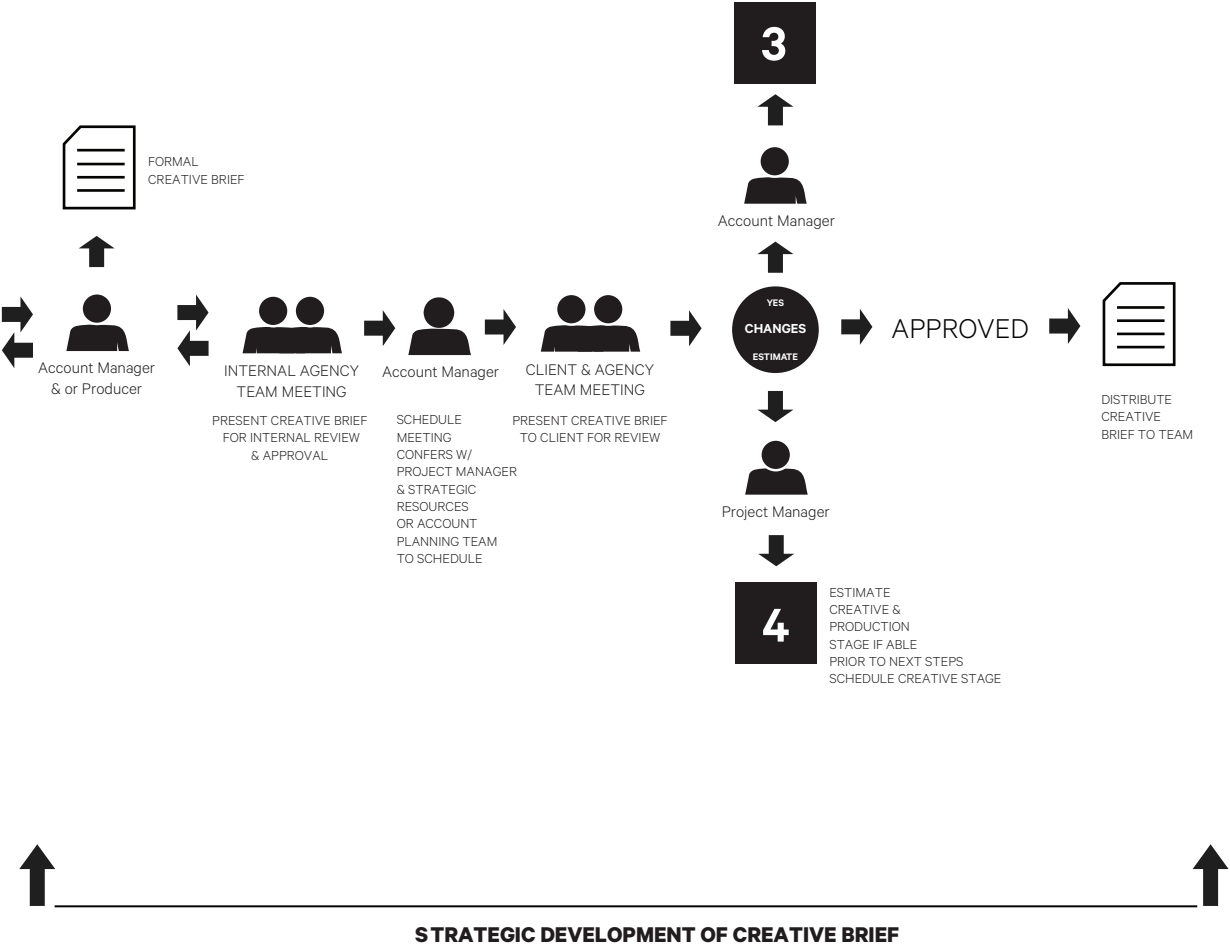 3
FORMAL
CREATIVE BRIEF
Account Manager
Account Manager
& or Producer
INTERNAL AGENCY
TEAM MEETING
PRESENT CREATIVE BRIEF
FOR INTERNAL REVIEW
& APPROVAL
Account Manager
SCHEDULE
MEETING
CONFERS W/
PROJECT MANAGER
& STRATEGIC
RESOURCES
OR ACCOUNT
PLANNING TEAM
TO SCHEDULE
CLIENT & AGENCY
TEAM MEETING
PRESENT CREATIVE BRIEF
TO CLIENT FOR REVIEW
YES
CHANGES
ESTIMATE
APPROVED
DISTRIBUTE
CREATIVE
BRIEF TO TEAM
Project Manager
4
ESTIMATE
CREATIVE &
PRODUCTION
STAGE IF ABLE
PRIOR TO NEXT STEPS
SCHEDULE CREATIVE STAGE
STRATEGIC DEVELOPMENT OF CREATIVE BRIEF